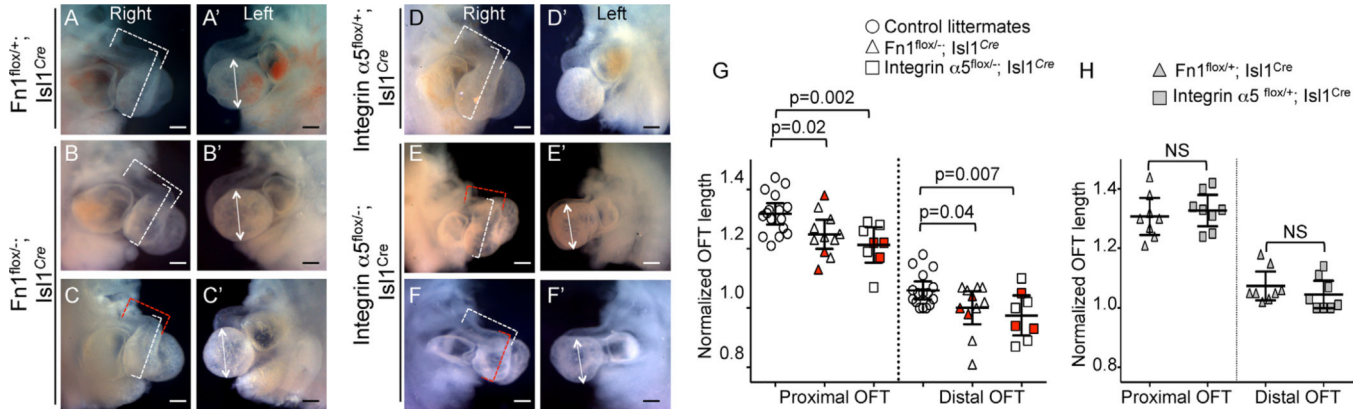 A Right
A' Left
Fn1flox/+;
Isl1Cre
B
B'
C
C'
Fn1flox/-;
Isl1Cre
D Right
D' Left
Integrin α5flox/+;
Isl1Cre
E
E'
F
F'
Integrin α5flox/-;
Isl1Cre
G
Control littermates
Fn1flox/-; Isl1Cre
Integrin α5flox/-; Isl1Cre
p=0.002
p=0.02
p=0.007
p=0.04
Normalized OFT length
1.4
1.2
1.0
0.8
Proximal OFT Distal OFT
H
Fn1flox/+; Isl1Cre
Integrin α5 flox/+; Isl1Cre
NS
NS
Normalized OFT length
1.4
1.2
1.0
0.8
Proximal OFT Distal OFT